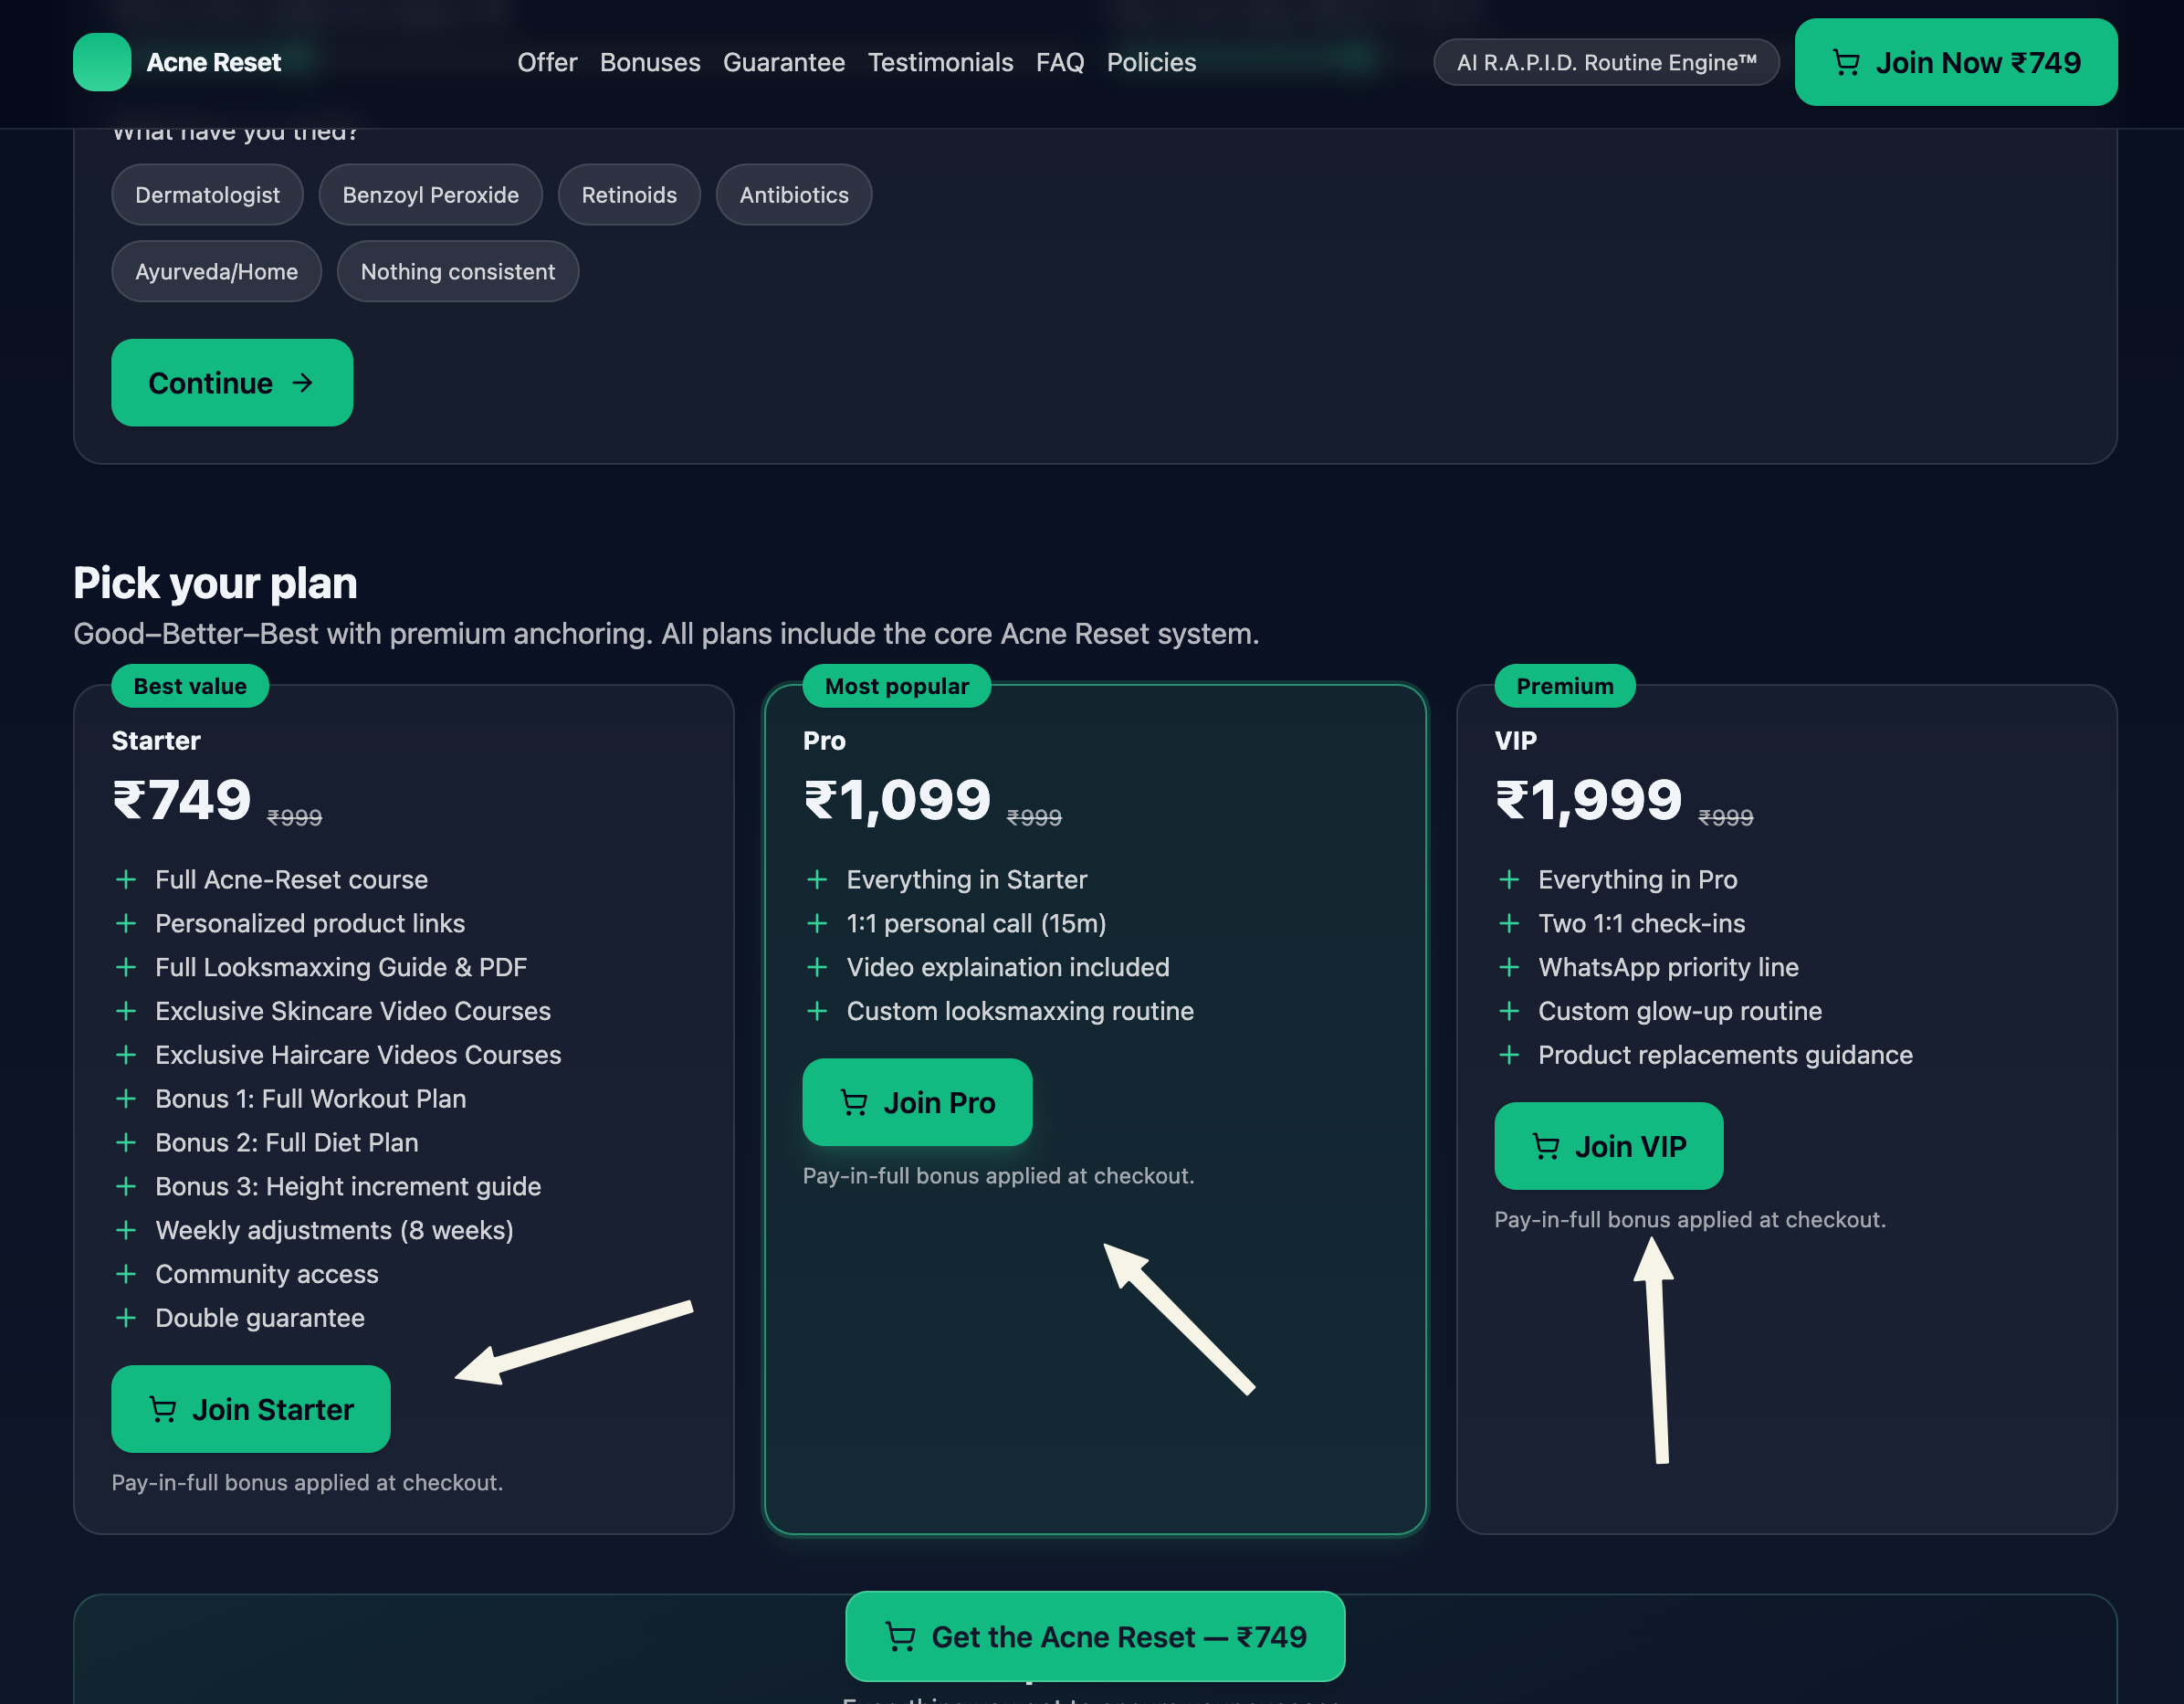 Acne Reset
Offer Bonuses Guarantee Testimonials FAQ Policies
AI R.A.P.I.D. Routine Engine™
Join Now ₹749
What have you tried?
Dermatologist
Benzoyl Peroxide
Retinoids
Antibiotics
Ayurveda/Home
Nothing consistent
Continue →
Pick your plan
Good–Better–Best with premium anchoring. All plans include the core Acne Reset system.
Best value
Starter
₹749 ₹999
+ Full Acne-Reset course
+ Personalized product links
+ Full Looksmaxxing Guide & PDF
+ Exclusive Skincare Video Courses
+ Exclusive Haircare Videos Courses
+ Bonus 1: Full Workout Plan
+ Bonus 2: Full Diet Plan
+ Bonus 3: Height increment guide
+ Weekly adjustments (8 weeks)
+ Community access
+ Double guarantee
Join Starter
Pay-in-full bonus applied at checkout.
Most popular
Pro
₹1,099 ₹999
+ Everything in Starter
+ 1:1 personal call (15m)
+ Video explaination included
+ Custom looksmaxxing routine
Join Pro
Pay-in-full bonus applied at checkout.
Premium
VIP
₹1,999 ₹999
+ Everything in Pro
+ Two 1:1 check-ins
+ WhatsApp priority line
+ Custom glow-up routine
+ Product replacements guidance
Join VIP
Pay-in-full bonus applied at checkout.
Get the Acne Reset — ₹749